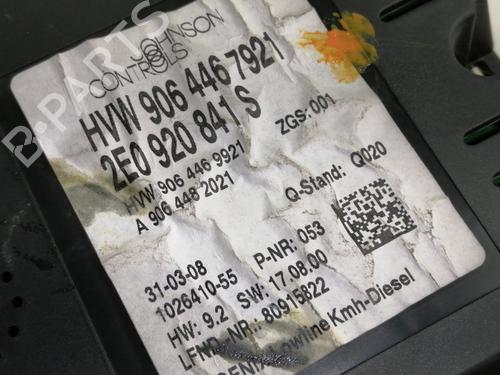 B-PARTS
JOHNSON
CONTROLS
HVW 906 446 7921
2E0 920 841 S
ZGS: 001
HVW 906 446 9921
A 906 448 2021
Q-Stand: Q020
31-03-08
P-NR: 053
1026410-55
SW: 17.08.00
HW: 9.2
LFND.-NR.: 80915822
Lowline Kmh-Diesel